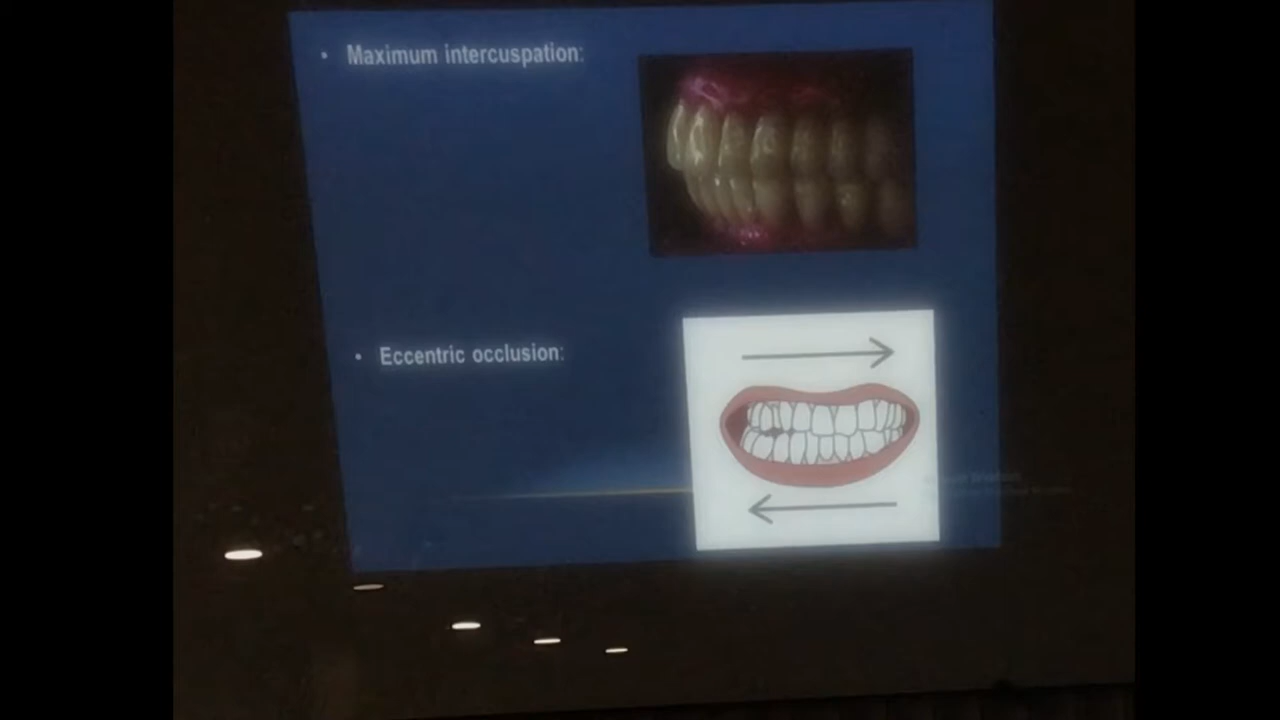 • Maximum intercuspation:
• Eccentric occlusion: